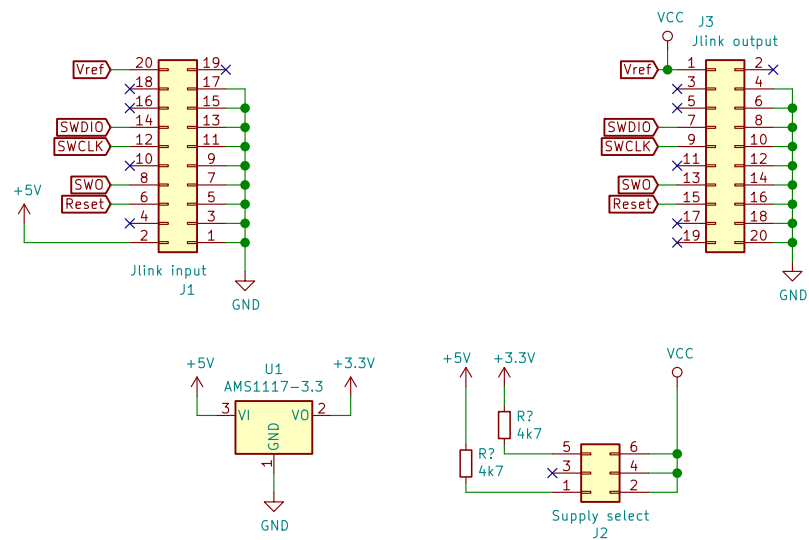 VCC
J3
Jlink output
Vref 20 19
18 17
16 15
SWDIO 14 13
SWCLK 12 11
10 9
SWO 8 7
Reset 6 5
4 3
2 1
+5V
Jlink input
J1
GND
Vref 1 2
3 4
5 6
SWDIO 7 8
SWCLK 9 10
11 12
SWO 13 14
Reset 15 16
17 18
19 20
GND
+5V
U1
AMS1117-3.3
+3.3V
3 VI VO 2
GND
1
GND
+5V
+3.3V
VCC
R?
4k7
R?
4k7
5 6
3 4
1 2
Supply select
J2